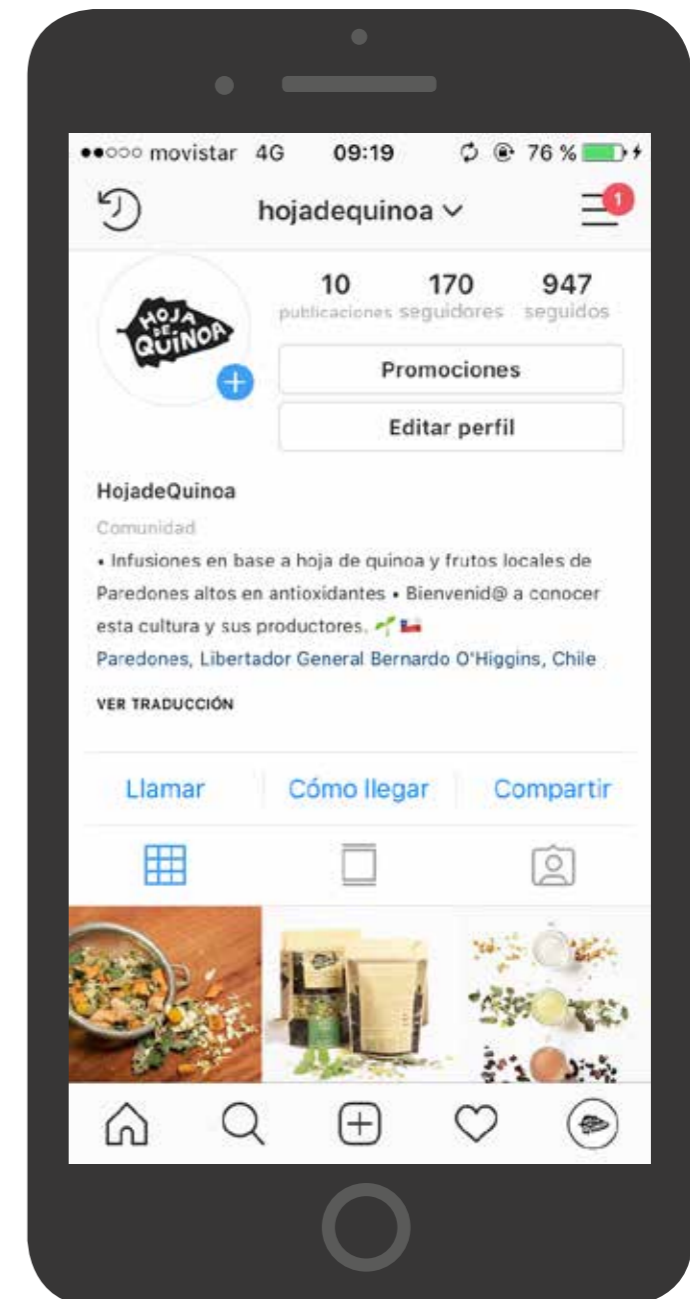 movistar 4G 09:19 76 %
hojadequinoa
1
10 170 947
publicaciones seguidores seguidos
HOJA
DE
QUINOA
Promociones
Editar perfil
HojadeQuinoa
Comunidad
• Infusiones en base a hoja de quinoa y frutos locales de
Paredones altos en antioxidantes • Bienvenid@ a conocer
esta cultura y sus productores. 🌱 🇨🇱
Paredones, Libertador General Bernardo O'Higgins, Chile
VER TRADUCCIÓN
Llamar Cómo llegar Compartir